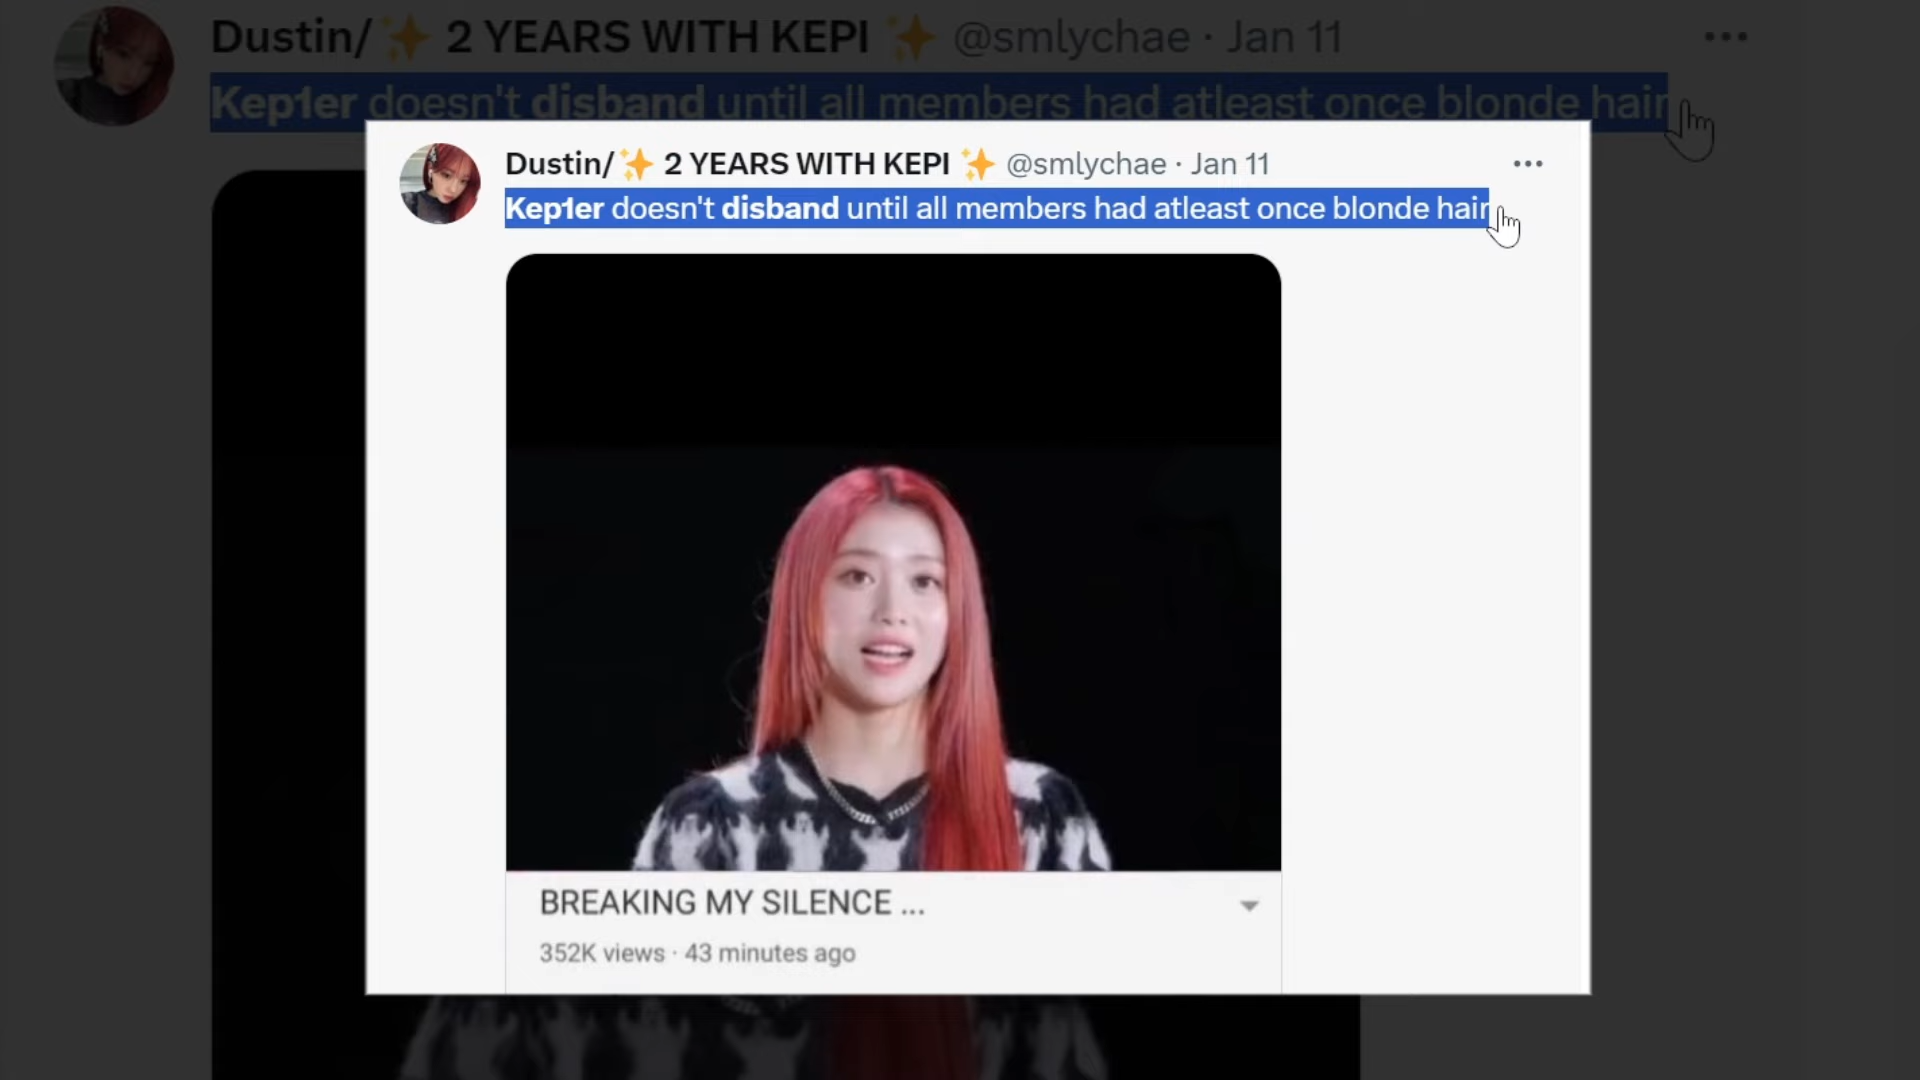 Dustin/✨ 2 YEARS WITH KEPI ✨ @smlychae · Jan 11
Kep1er doesn't disband until all members had atleast once blonde hair
Dustin/✨ 2 YEARS WITH KEPI ✨ @smlychae · Jan 11
Kep1er doesn't disband until all members had atleast once blonde hair
BREAKING MY SILENCE ...
352K views · 43 minutes ago